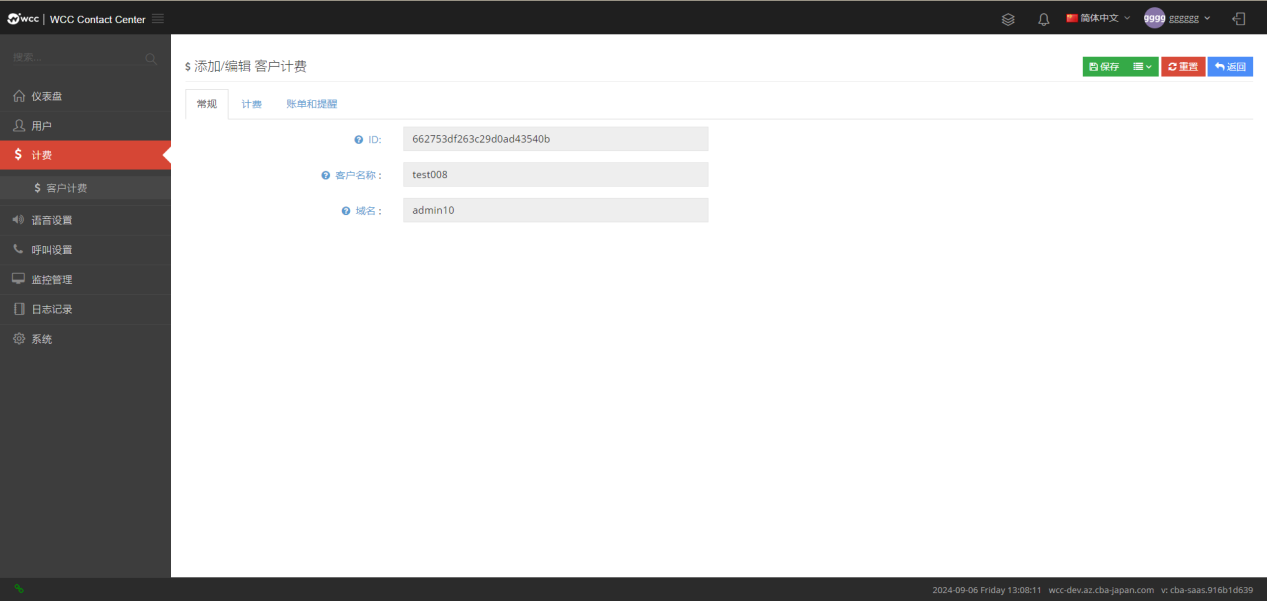 wcc | WCC Contact Center
简体中文
gggg gggggg
搜索...
仪表盘
用户
$ 计费
$ 客户计费
语音设置
呼叫设置
监控管理
日志记录
系统
$ 添加/编辑 客户计费
保存
重置
返回
常规 计费 账单和提醒
ID: 662753df263c29d0ad43540b
客户名称 : test008
域名 : admin10
2024-09-06 Friday 13:08:11 wcc-dev.az.cba-japan.com v: cba-saas.916b1d639